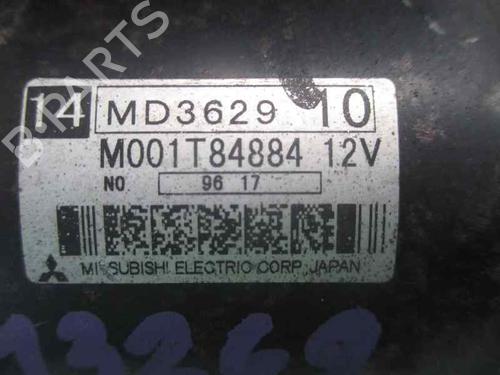 B-PARTS
14 MD3629 10
M001T84884 12V
NO 96 17
MITSUBISHI ELECTRIC CORP. JAPAN